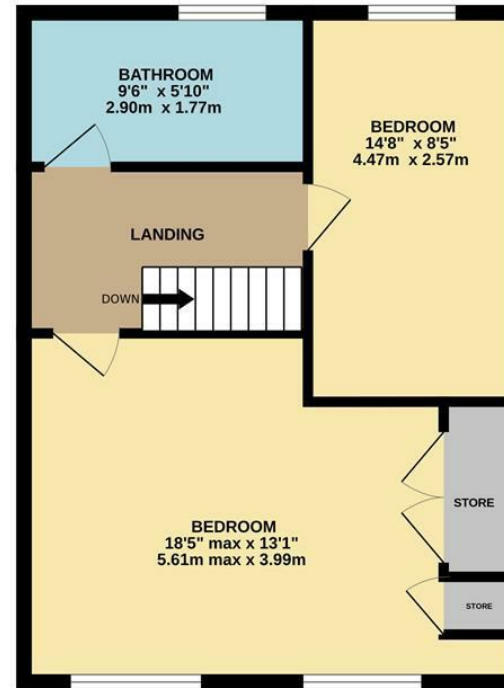 BATHROOM
9'6" x 5'10"
2.90m x 1.77m
BEDROOM
14'8" x 8'5"
4.47m x 2.57m
LANDING
DOWN
BEDROOM
18'5" max x 13'1"
5.61m max x 3.99m
STORE
STORE